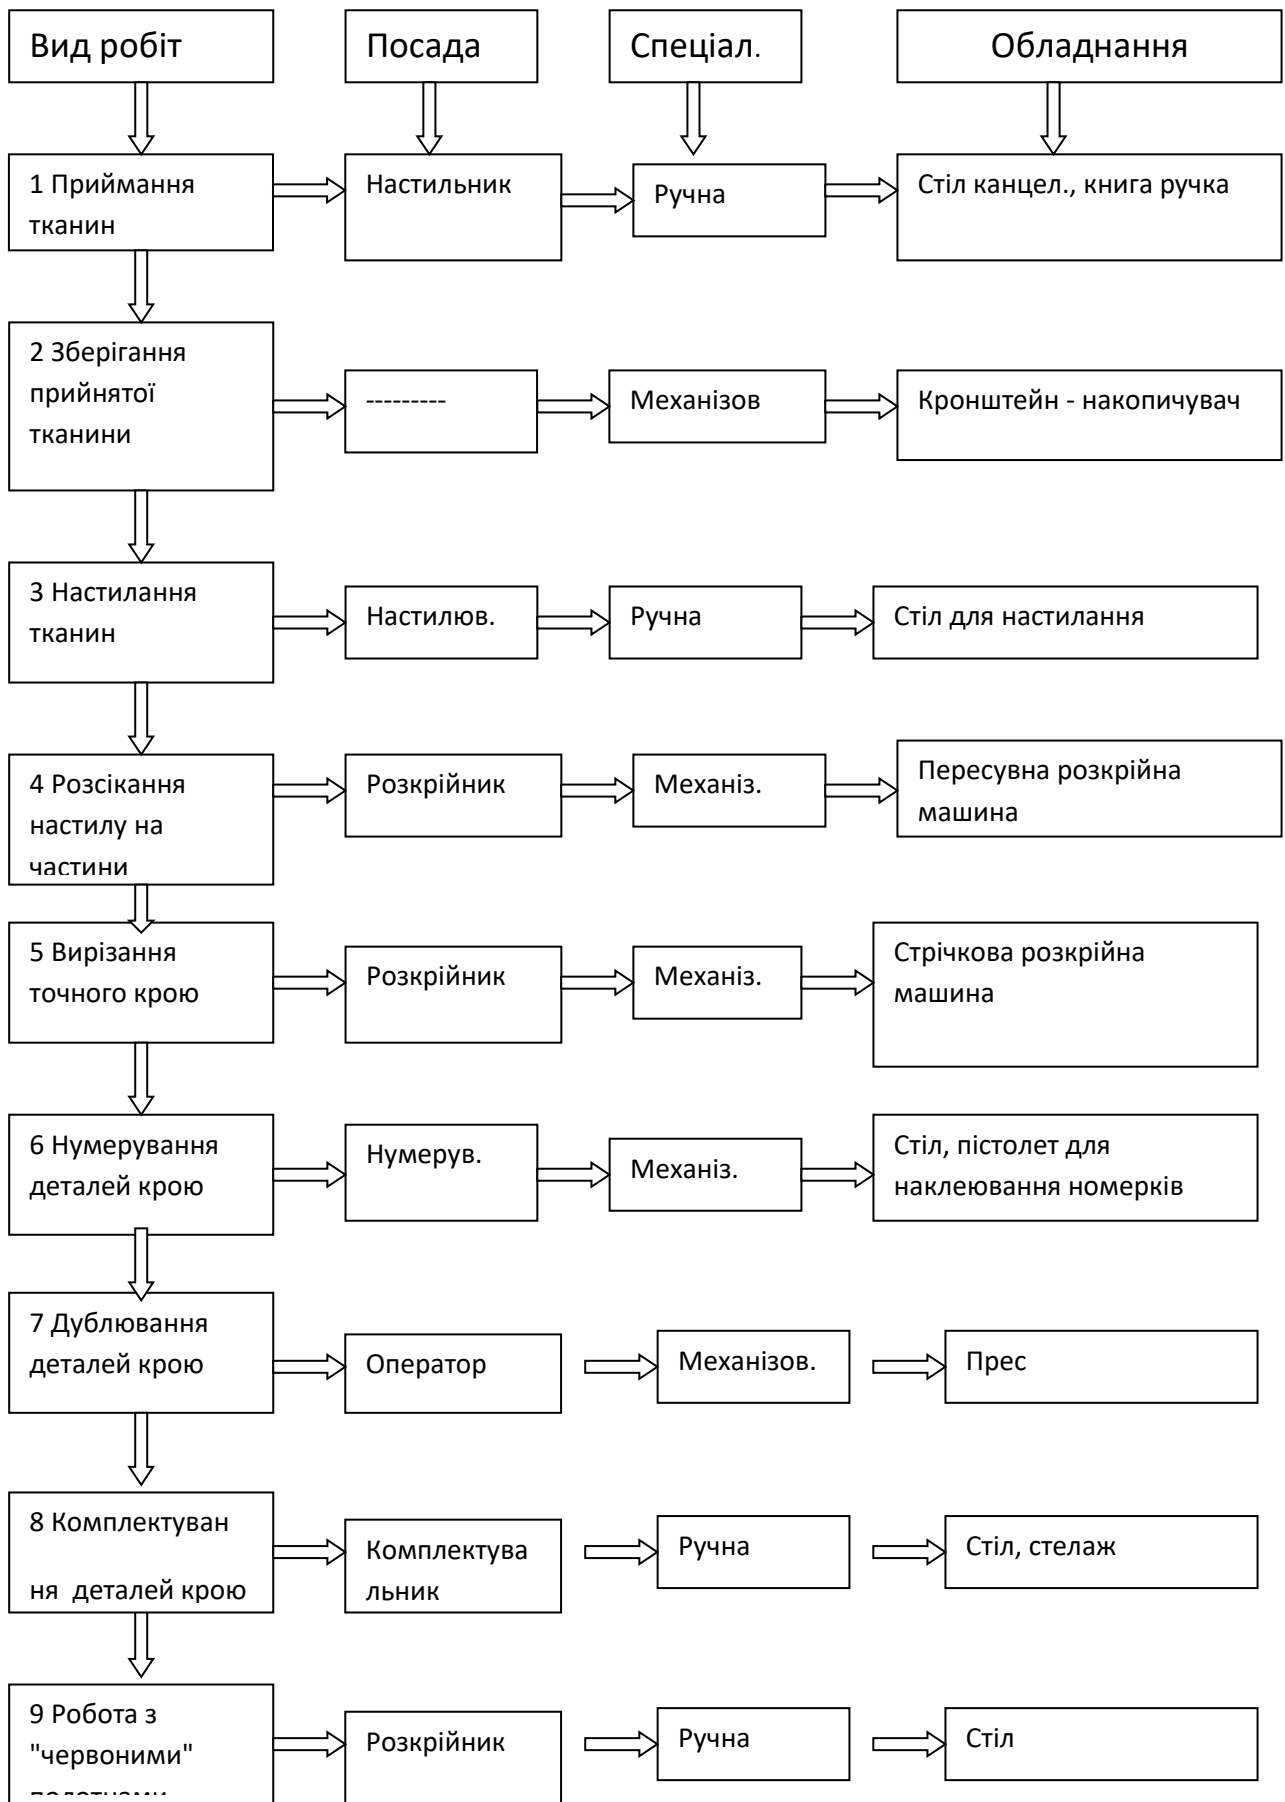 Вид робіт
Посада
Спеціал.
Обладнання
1 Приймання
тканин
Настильник
Ручна
Стіл канцел., книга ручка
2 Зберігання
прийнятої
тканини
---------
Механізов
Кронштейн - накопичувач
3 Настилання
тканин
Настилюв.
Ручна
Стіл для настилання
4 Розсікання
настилу на
частини
Розкрійник
Механіз.
Пересувна розкрійна
машина
5 Вирізання
точного крою
Розкрійник
Механіз.
Стрічкова розкрійна
машина
6 Нумерування
деталей крою
Нумерув.
Механіз.
Стіл, пістолет для
наклеювання номерків
7 Дублювання
деталей крою
Оператор
Механізов.
Прес
8 Комплектуван
ня деталей крою
Комплектува
льник
Ручна
Стіл, стелаж
9 Робота з
"червоними"
полотнами
Розкрійник
Ручна
Стіл